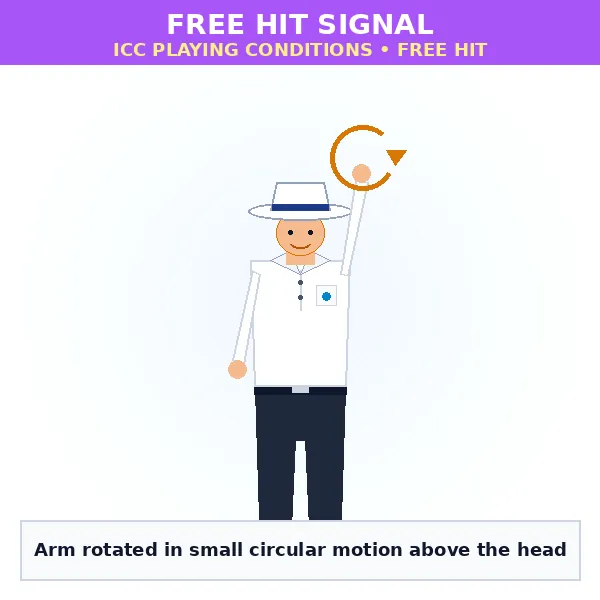 FREE HIT SIGNAL
ICC PLAYING CONDITIONS • FREE HIT
Arm rotated in small circular motion above the head